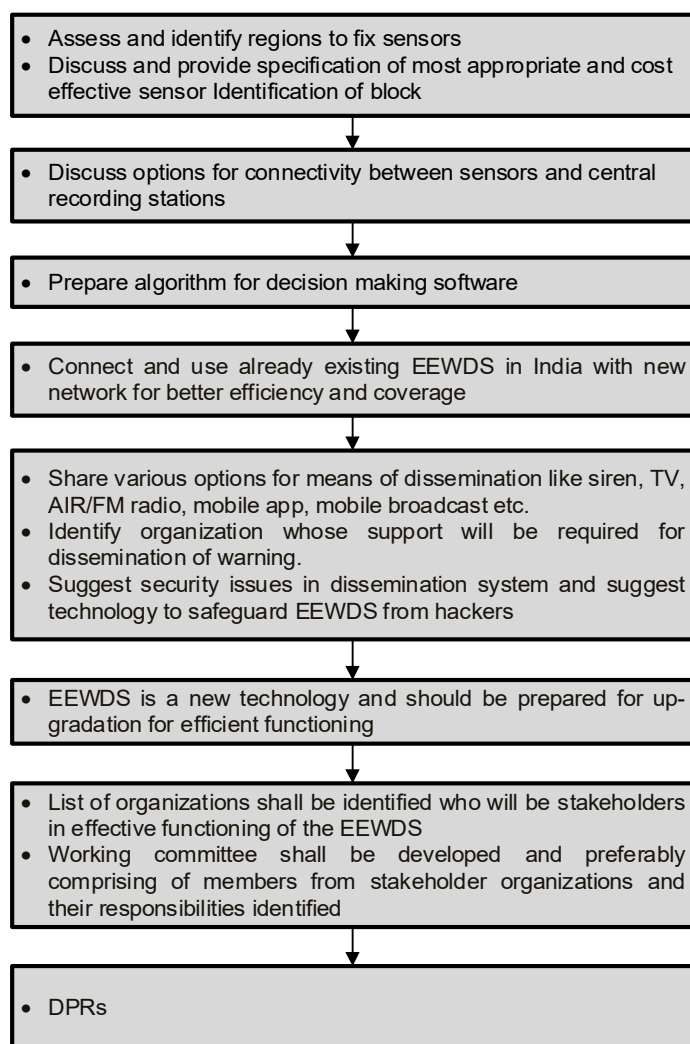 • Assess and identify regions to fix sensors
• Discuss and provide specification of most appropriate and cost
effective sensor Identification of block
• Discuss options for connectivity between sensors and central
recording stations
• Prepare algorithm for decision making software
• Connect and use already existing EEWDS in India with new
network for better efficiency and coverage
• Share various options for means of dissemination like siren, TV,
AIR/FM radio, mobile app, mobile broadcast etc.
• Identify organization whose support will be required for
dissemination of warning.
• Suggest security issues in dissemination system and suggest
technology to safeguard EEWDS from hackers
• EEWDS is a new technology and should be prepared for up-
gradation for efficient functioning
• List of organizations shall be identified who will be stakeholders
in effective functioning of the EEWDS
• Working committee shall be developed and preferably
comprising of members from stakeholder organizations and
their responsibilities identified
• DPRs